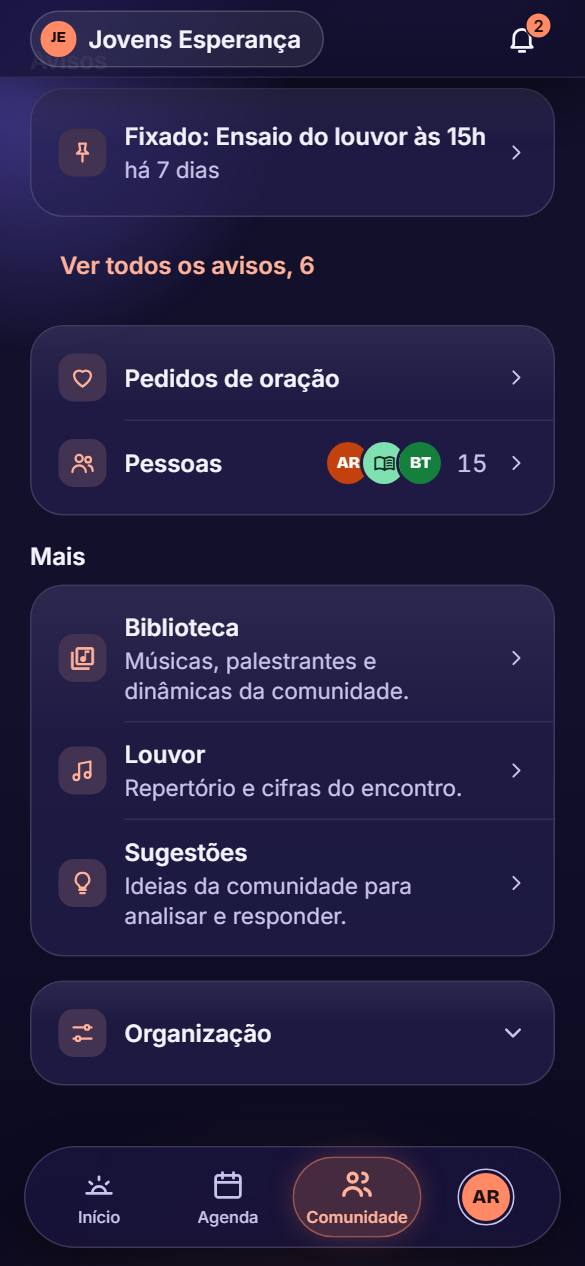 JE Jovens Esperança 2
Avisos
Fixado: Ensaio do louvor às 15h
há 7 dias
Ver todos os avisos, 6
Pedidos de oração
Pessoas AR BT 15
Mais
Biblioteca
Músicas, palestrantes e
dinâmicas da comunidade.
Louvor
Repertório e cifras do encontro.
Sugestões
Ideias da comunidade para
analisar e responder.
Organização
Início Agenda Comunidade AR